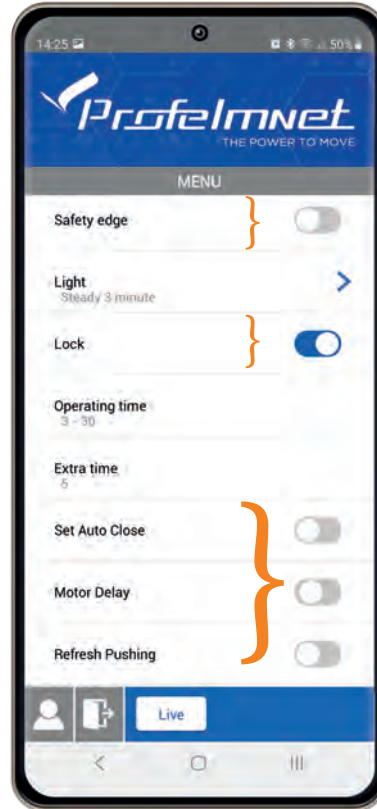 14:25
50%
Profelmnet
THE POWER TO MOVE
MENU
Safety edge
Light
Steady 3 minute
Lock
Operating time
3 - 30
Extra time
5
Set Auto Close
Motor Delay
Refresh Pushing
Live